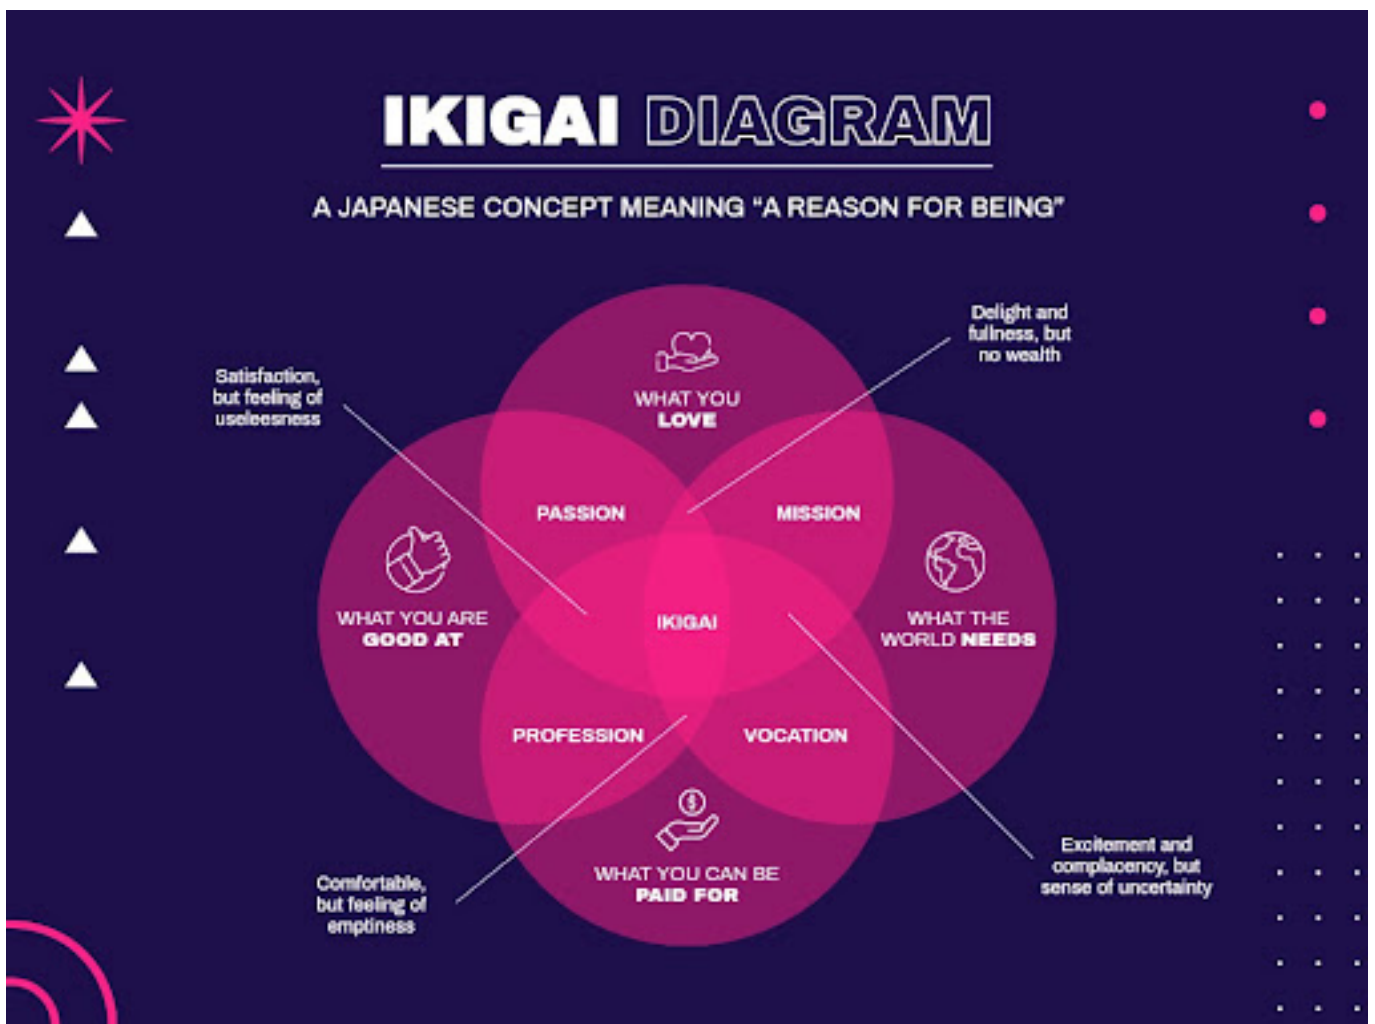 IKIGAI DIAGRAM
A JAPANESE CONCEPT MEANING “A REASON FOR BEING”
Delight and
fullness, but
no wealth
Satisfaction,
but feeling of
useleesness
WHAT YOU
LOVE
PASSION
MISSION
WHAT YOU ARE
GOOD AT
IKIGAI
WHAT THE
WORLD NEEDS
PROFESSION
VOCATION
$
WHAT YOU CAN BE
PAID FOR
Excitement and
complacency, but
sense of uncertainty
Comfortable,
but feeling of
emptiness